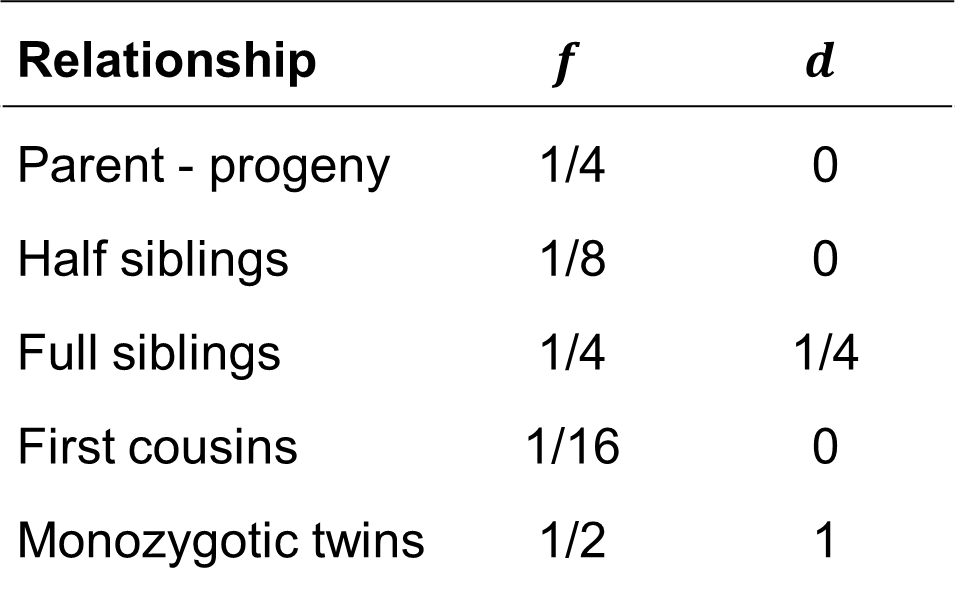 Relationship f d
Parent - progeny 1/4 0
Half siblings 1/8 0
Full siblings 1/4 1/4
First cousins 1/16 0
Monozygotic twins 1/2 1